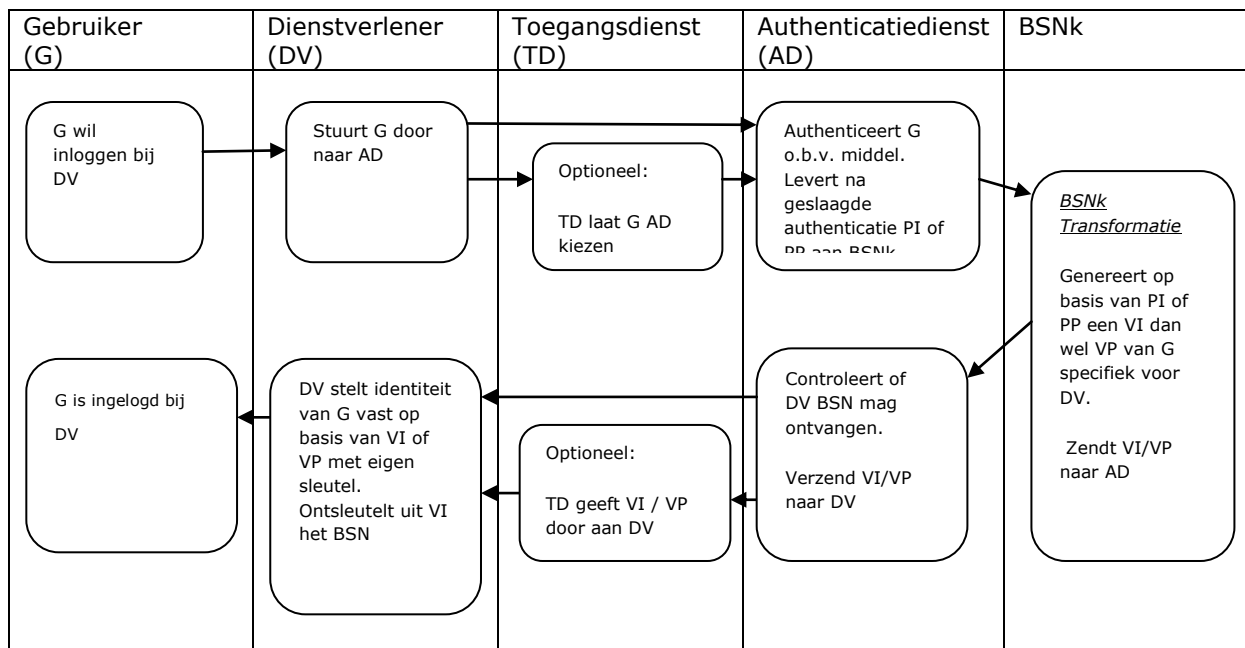 Gebruiker
(G)
Dienstverlener
(DV)
Toegangsdienst
(TD)
Authenticatiedienst
(AD)
BSNk
G wil
inloggen bij
DV
Stuurt G door
naar AD
Optioneel:
TD laat G AD
kiezen
Authenticeert G
o.b.v. middel.
Levert na
geslaagde
authenticatie PI of
PP aan BSNk
BSNk
Transformatie
Genereert op
basis van PI of
PP een VI dan
wel VP van G
specifiek voor
DV.
Zendt VI/VP
naar AD
Controleert of
DV BSN mag
ontvangen.
Verzend VI/VP
naar DV
Optioneel:
TD geeft VI / VP
door aan DV
DV stelt identiteit
van G vast op
basis van VI of
VP met eigen
sleutel.
Ontsleutelt uit VI
het BSN
G is ingelogd bij
DV